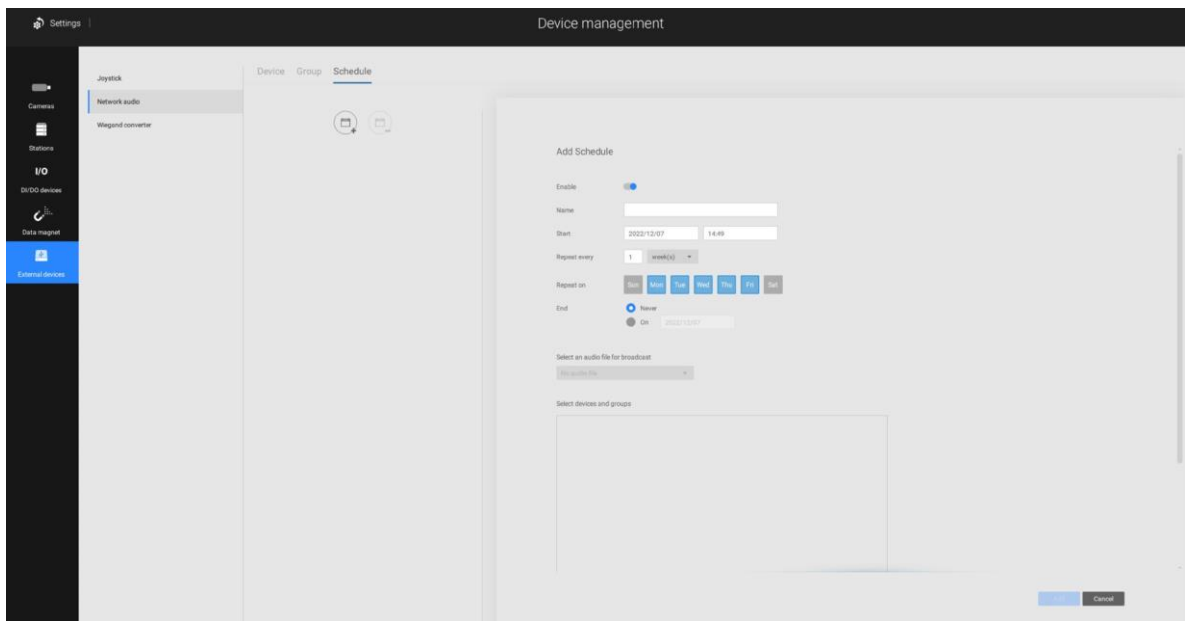 Settings
Device management
Cameras
Stations
I/O
DI/DO devices
Data magnet
External devices
Joystick
Network audio
Wiegand converter
Device Group Schedule
Add Schedule
Enable
Name
Start 2022/12/07 14:49
Repeat every 1 week(s)
Repeat on Sun Mon Tue Wed Thu Fri Sat
End Never
On 2022/12/07
Select an audio file for broadcast
No audio file
Select devices and groups
Cancel